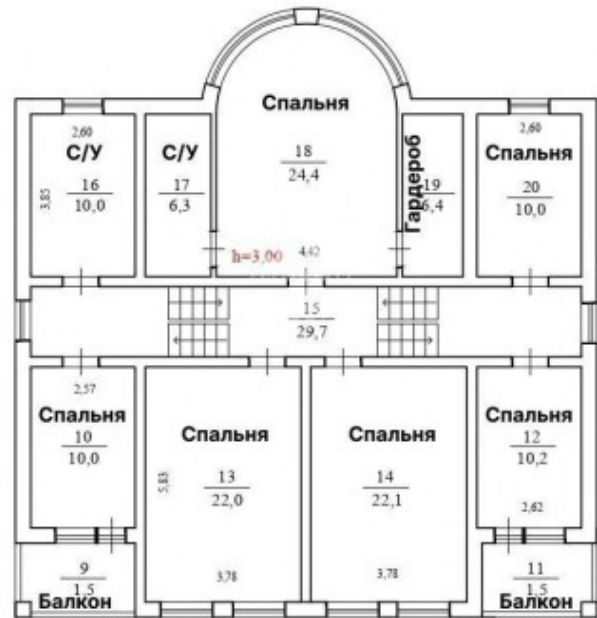 Спальня
2,60
С/У
16
10,0
3,85
С/У
17
6,3
18
24,4
h=3,00
4,42
Гардероб
19
6,4
2,60
Спальня
20
10,0
15
29,7
2,57
Спальня
10
10,0
Спальня
13
22,0
5,83
3,78
Спальня
14
22,1
3,78
Спальня
12
10,2
2,62
9
1,5
Балкон
11
1,5
Балкон